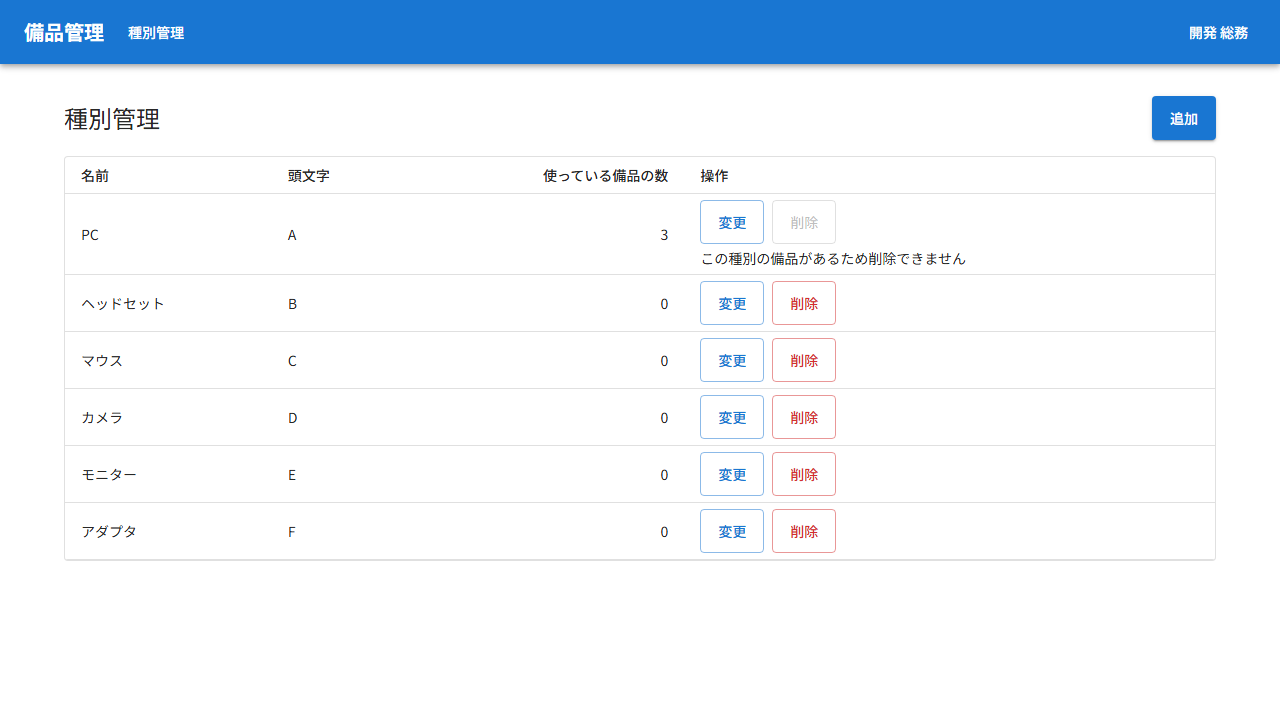 備品管理 種別管理 開発 総務
種別管理 追加
名前 頭文字 使っている備品の数 操作
PC A 3 変更 削除
この種別の備品があるため削除できません
ヘッドセット B 0 変更 削除
マウス C 0 変更 削除
カメラ D 0 変更 削除
モニター E 0 変更 削除
アダプタ F 0 変更 削除